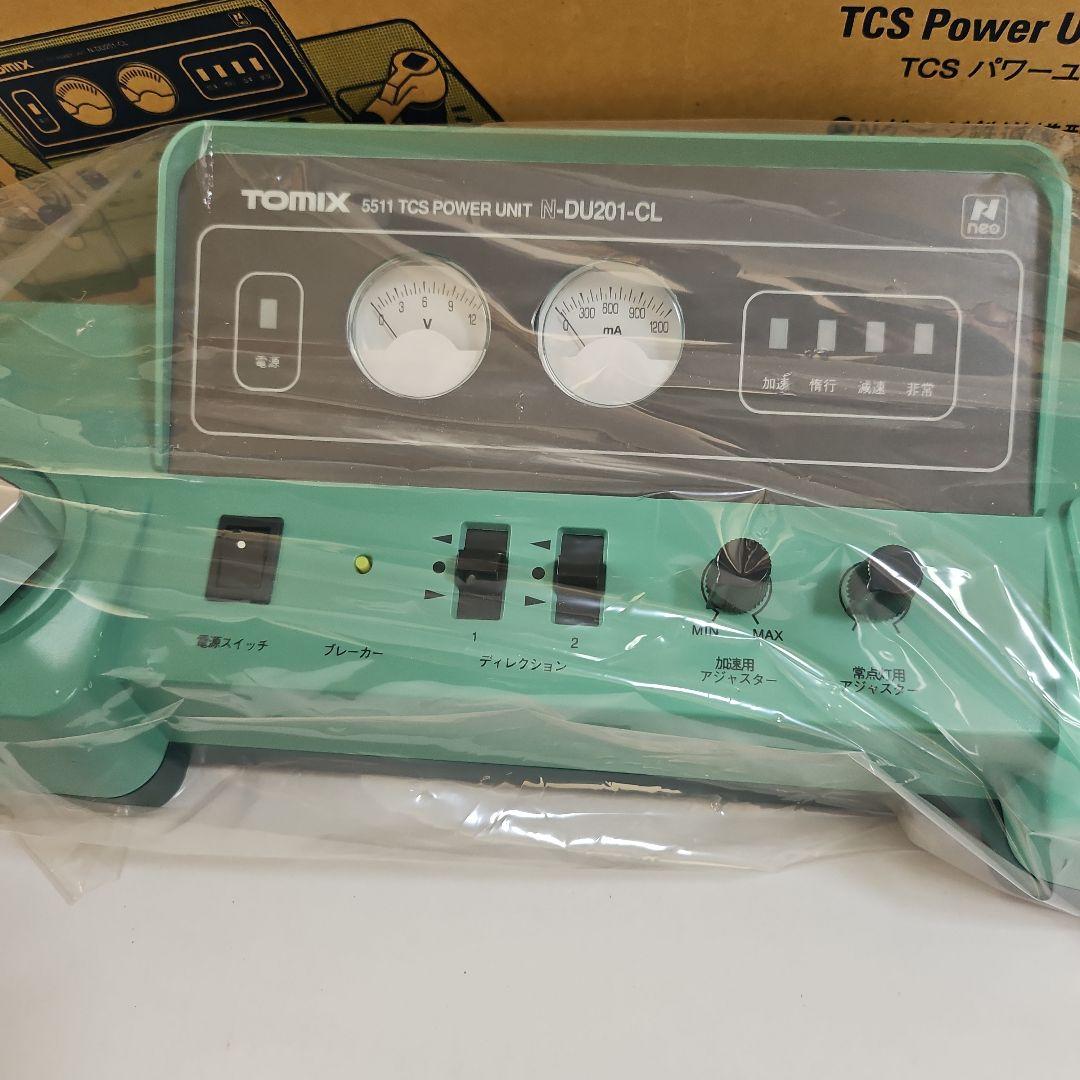 TOMIX
N-DU201-CL
neo
TCS Power U
TCS パワーユ
TOMIX 5511 TCS POWER UNIT N-DU201-CL
N neo
0 3 6 9 12
V
0 300 600 900 1200
mA
電源
加速 惰行 減速 非常
1 2
MIN MAX
電源スイッチ
ブレーカー
ディレクション
加速用
アジャスター
常点灯用
アジャスター